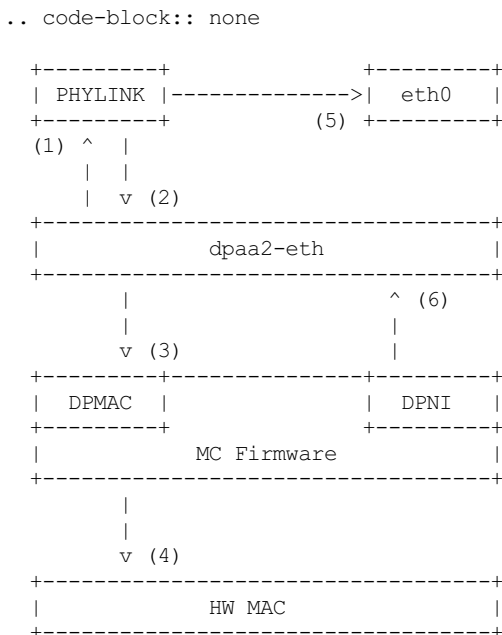 .. code-block:: none

  +---------+                 +---------+
  | PHYLINK |-------------->|  eth0   |
  +---------+           (5) +---------+
  (1) ^  |
      |  |
      |  v (2)
  +-----------------------------------+
  |             dpaa2-eth             |
  +-----------------------------------+
         |                    ^ (6)
         |                    |
         v (3)                |
  +---------+---------------+---------+
  |  DPMAC  |               |  DPNI   |
  +---------+               +---------+
  |            MC Firmware            |
  +-----------------------------------+
         |
         |
         v (4)
  +-----------------------------------+
  |             HW MAC                |
  +-----------------------------------+